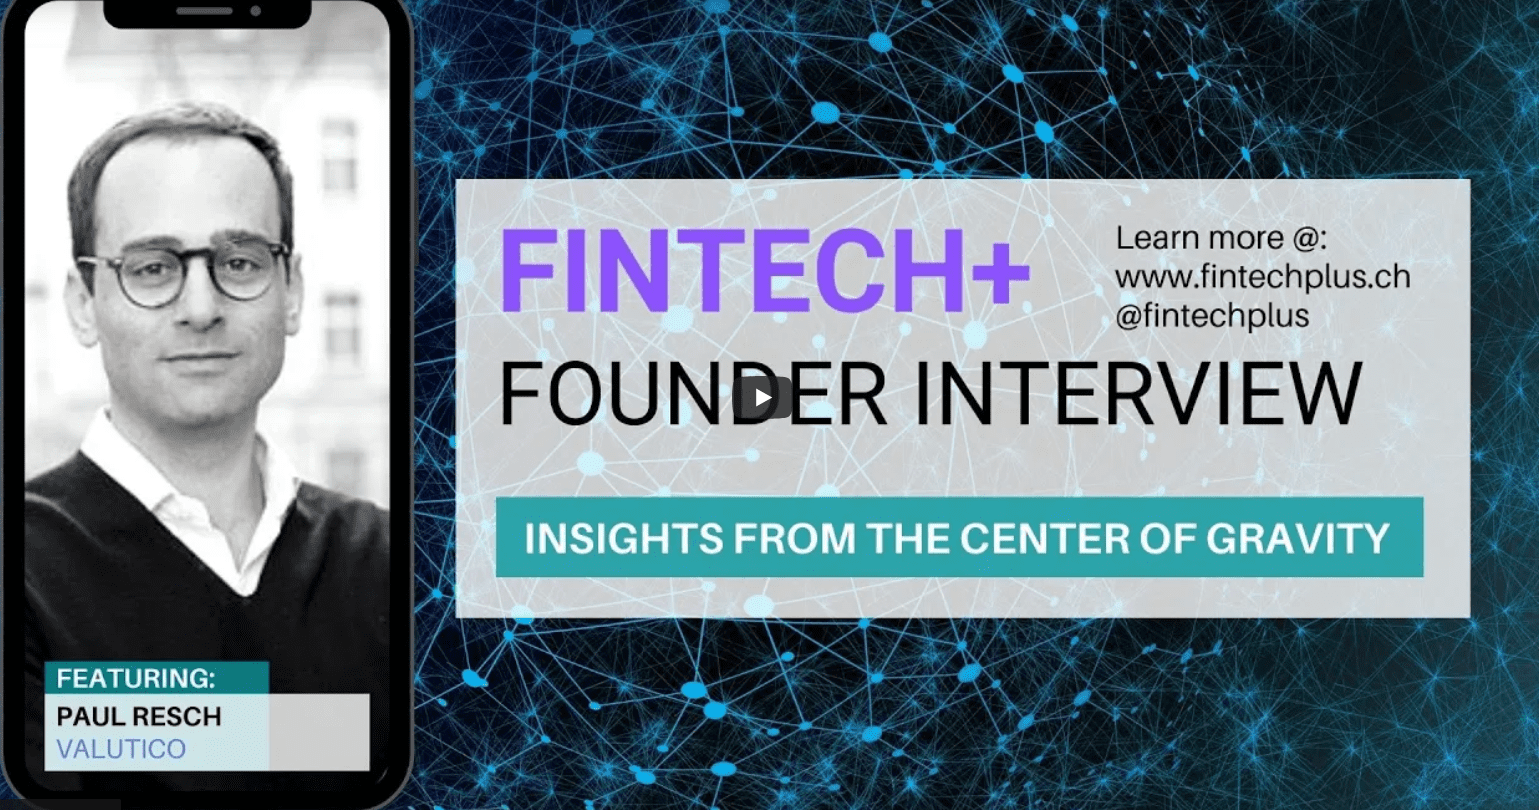 FINTECH+
Learn more @:
www.fintechplus.ch
@fintechplus
FOUNDER INTERVIEW
INSIGHTS FROM THE CENTER OF GRAVITY
FEATURING:
PAUL RESCH
VALUTICO